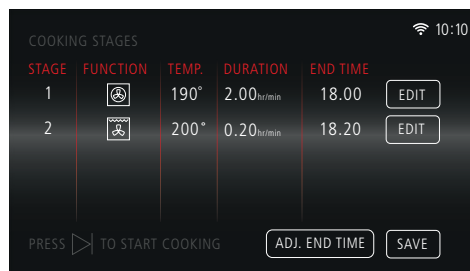 10:10
COOKING STAGES
STAGE FUNCTION TEMP. DURATION END TIME
1 190° 2.00hr/min 18.00 EDIT
2 200° 0.20hr/min 18.20 EDIT
PRESS TO START COOKING ADJ. END TIME SAVE